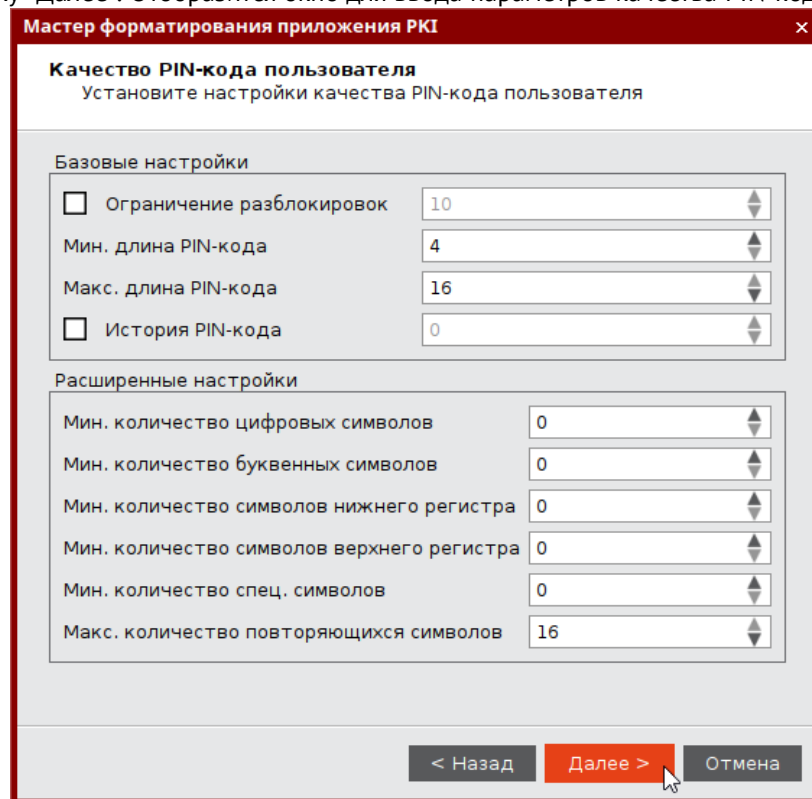 Мастер форматирования приложения PKI
Качество PIN-кода пользователя
Установите настройки качества PIN-кода пользователя
Базовые настройки
Ограничение разблокировок 10
Мин. длина PIN-кода 4
Макс. длина PIN-кода 16
История PIN-кода 0
Расширенные настройки
Мин. количество цифровых символов 0
Мин. количество буквенных символов 0
Мин. количество символов нижнего регистра 0
Мин. количество символов верхнего регистра 0
Мин. количество спец. символов 0
Макс. количество повторяющихся символов 16
< Назад Далее > Отмена